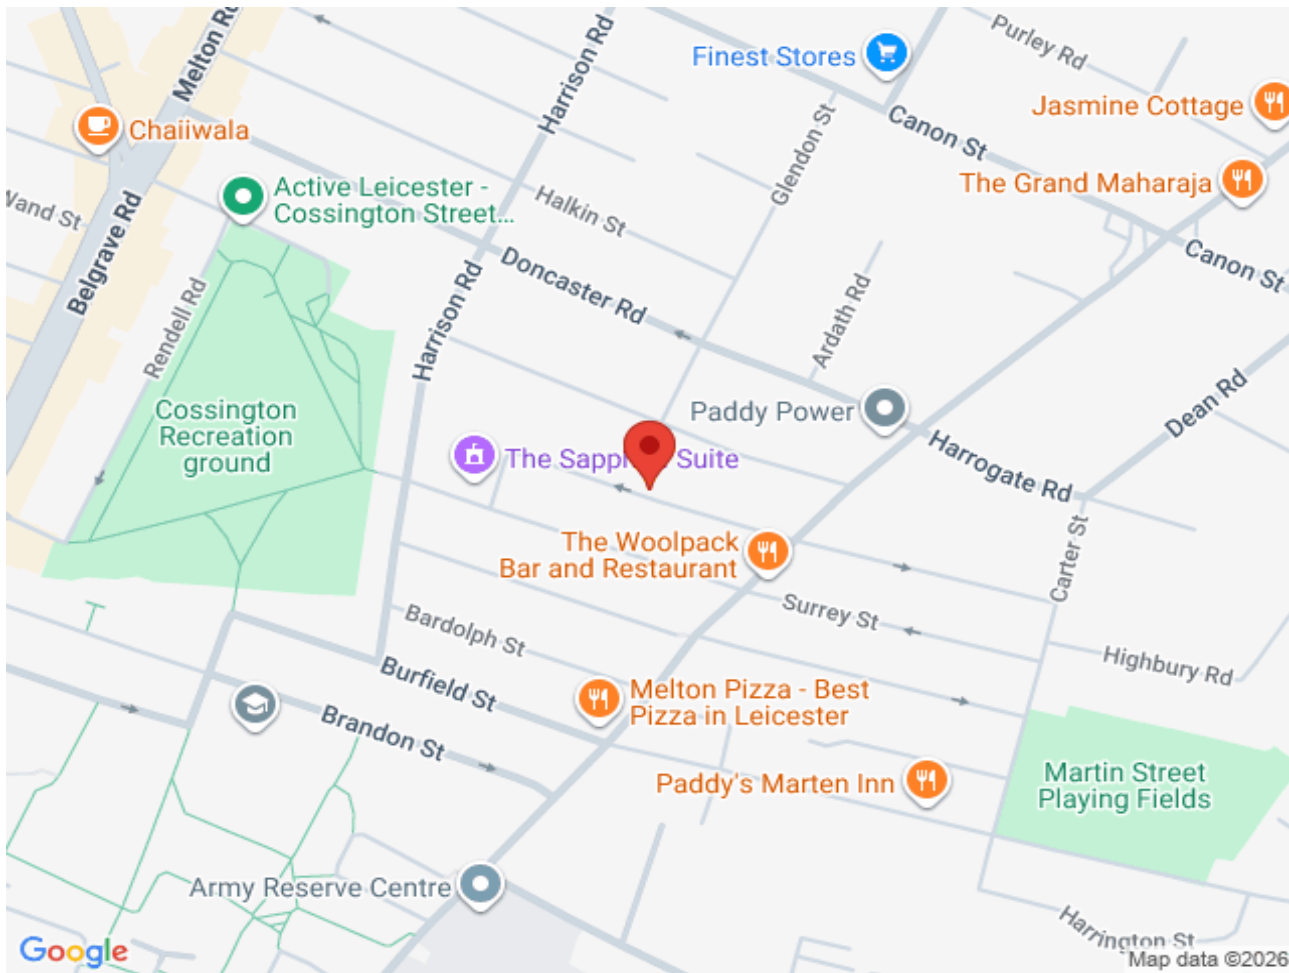 Melton Rd
Harrison Rd
Purley Rd
Finest Stores
Jasmine Cottage
Chaiiwala
Glendon St
Canon St
The Grand Maharaja
Active Leicester -
Cossington Street...
Wand St
Halkin St
Belgrave Rd
Doncaster Rd
Canon St
Rendell Rd
Harrison Rd
Ardath Rd
Cossington
Recreation
ground
Paddy Power
Dean Rd
Harrogate Rd
The Sapp Suite
The Woolpack
Bar and Restaurant
Carter St
Surrey St
Bardolph St
Highbury Rd
Burfield St
Melton Pizza - Best
Pizza in Leicester
Brandon St
Paddy's Marten Inn
Martin Street
Playing Fields
Army Reserve Centre
Harrington St
Google
Map data ©2026